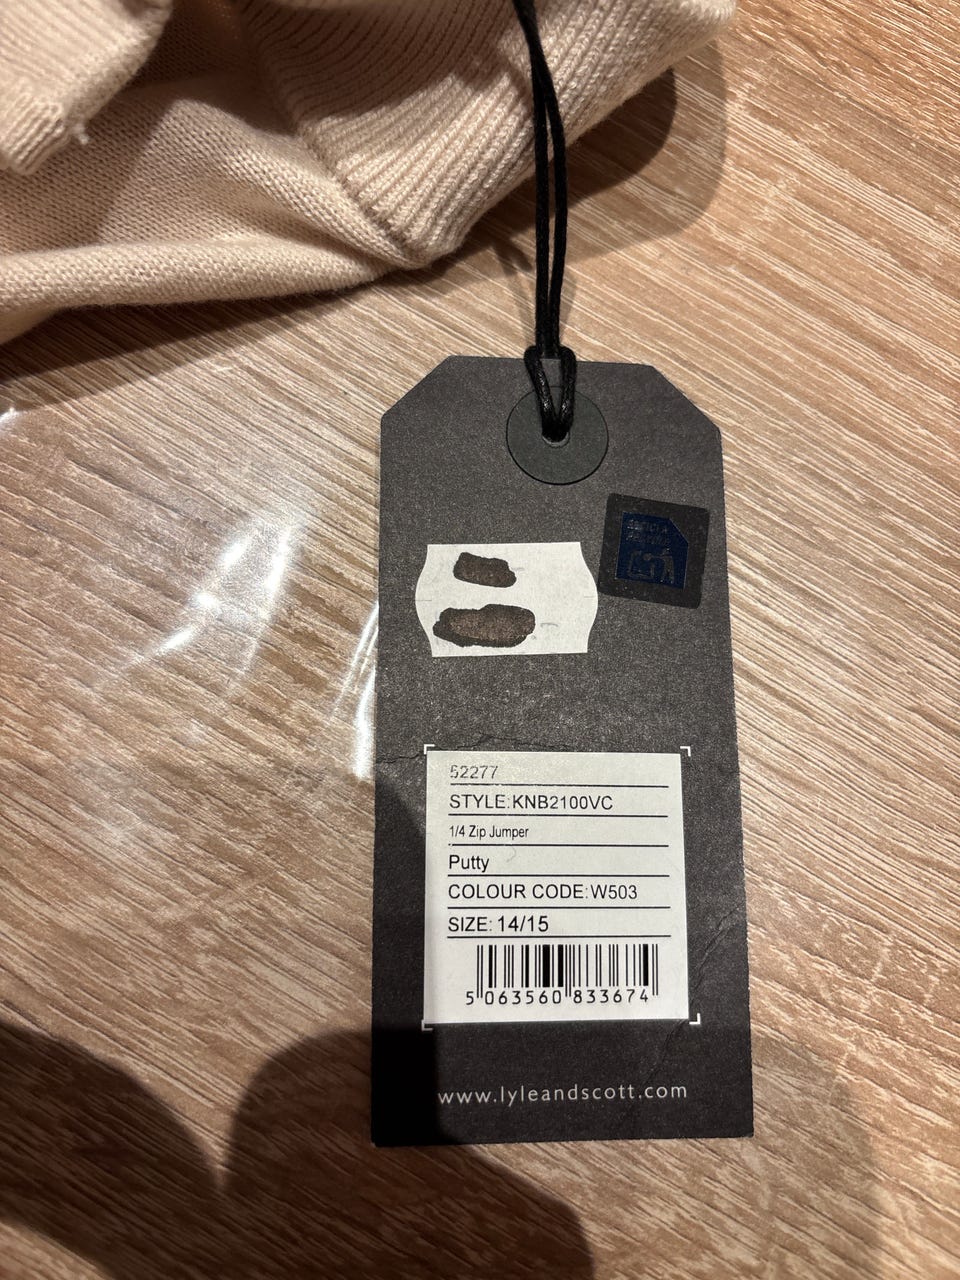 52277
STYLE:KNB2100VC
1/4 Zip Jumper
Putty
COLOUR CODE:W503
SIZE: 14/15
5 063560 833674
www.lyleandscott.com